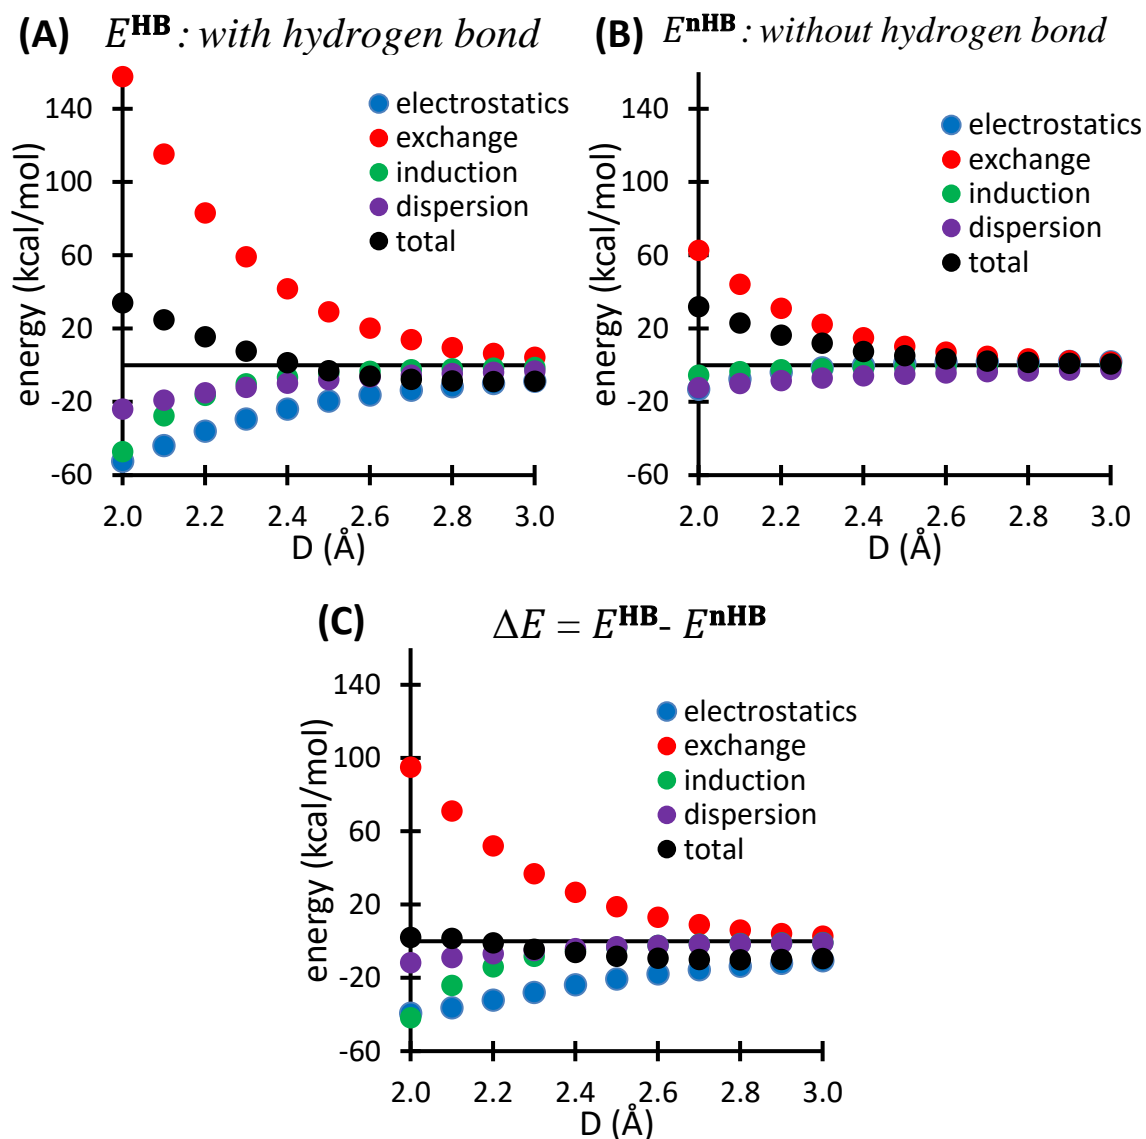 (A) E^HB : with hydrogen bond
electrostatics
exchange
induction
dispersion
total
energy (kcal/mol)
140
100
60
20
-20
-60
2.0 2.2 2.4 2.6 2.8 3.0
D (Å)
(B) E^nHB : without hydrogen bond
electrostatics
exchange
induction
dispersion
total
energy (kcal/mol)
140
100
60
20
-20
-60
2.0 2.2 2.4 2.6 2.8 3.0
D (Å)
(C) ΔE = E^HB - E^nHB
electrostatics
exchange
induction
dispersion
total
energy (kcal/mol)
140
100
60
20
-20
-60
2.0 2.2 2.4 2.6 2.8 3.0
D (Å)